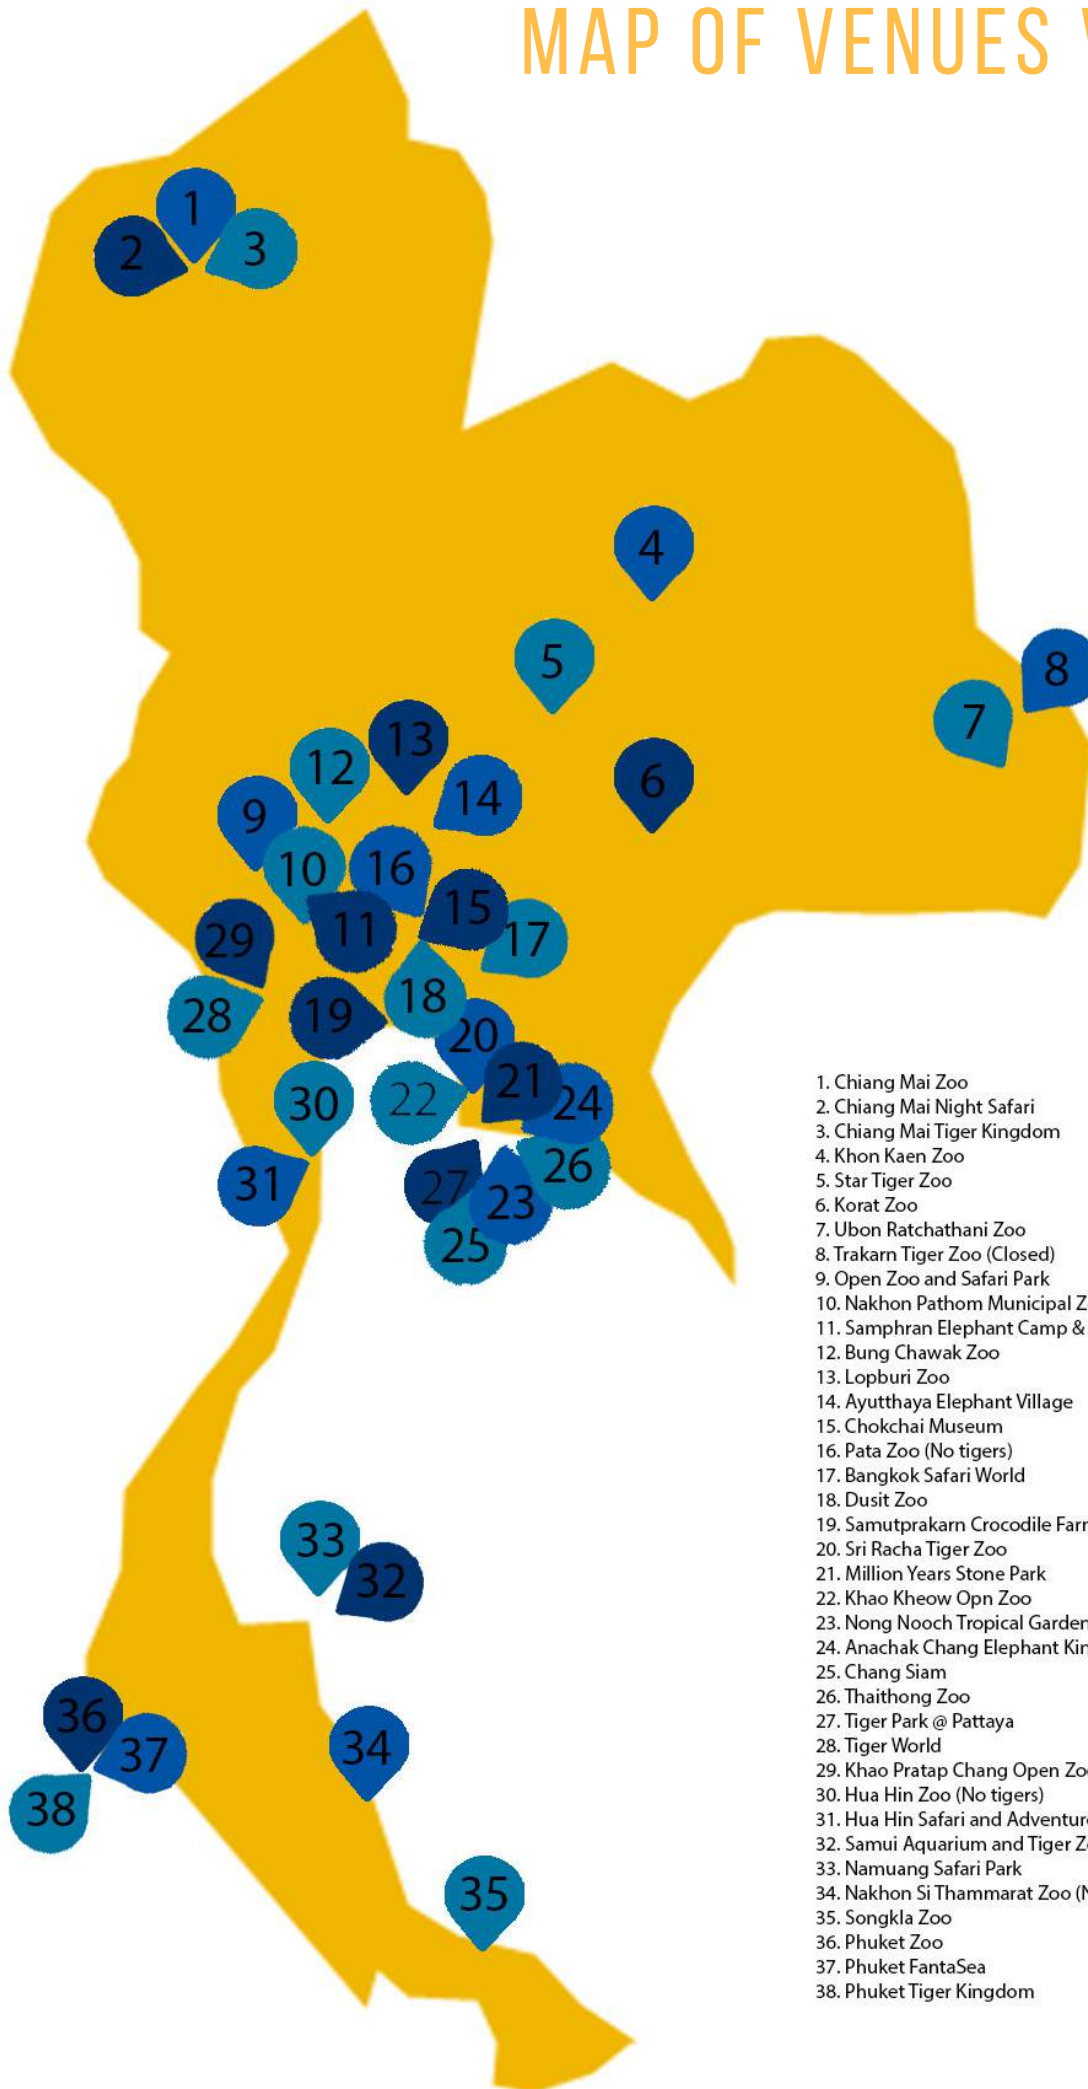 MAP OF VENUES
1
2
3
4
5
8
7
13
12
14
6
9
10
16
15
11
29
17
18
28
19
20
21
22
24
30
26
31
27
23
25
33
32
36
34
37
38
35
1. Chiang Mai Zoo
2. Chiang Mai Night Safari
3. Chiang Mai Tiger Kingdom
4. Khon Kaen Zoo
5. Star Tiger Zoo
6. Korat Zoo
7. Ubon Ratchathani Zoo
8. Trakarn Tiger Zoo (Closed)
9. Open Zoo and Safari Park
10. Nakhon Pathom Municipal
11. Samphran Elephant Camp &
12. Bung Chawak Zoo
13. Lopburi Zoo
14. Ayutthaya Elephant Village
15. Chokchai Museum
16. Pata Zoo (No tigers)
17. Bangkok Safari World
18. Dusit Zoo
19. Samutprakarn Crocodile
20. Sri Racha Tiger Zoo
21. Million Years Stone Park
22. Khao Kheow Opn Zoo
23. Nong Nooch Tropical Garden
24. Anachak Chang Elephant
25. Chang Siam
26. Thaithong Zoo
27. Tiger Park @ Pattaya
28. Tiger World
29. Khao Pratap Chang Open
30. Hua Hin Zoo (No tigers)
31. Hua Hin Safari and
32. Samui Aquarium and Tiger
33. Namuang Safari Park
34. Nakhon Si Thammarat Zoo
35. Songkla Zoo
36. Phuket Zoo
37. Phuket FantaSea
38. Phuket Tiger Kingdom